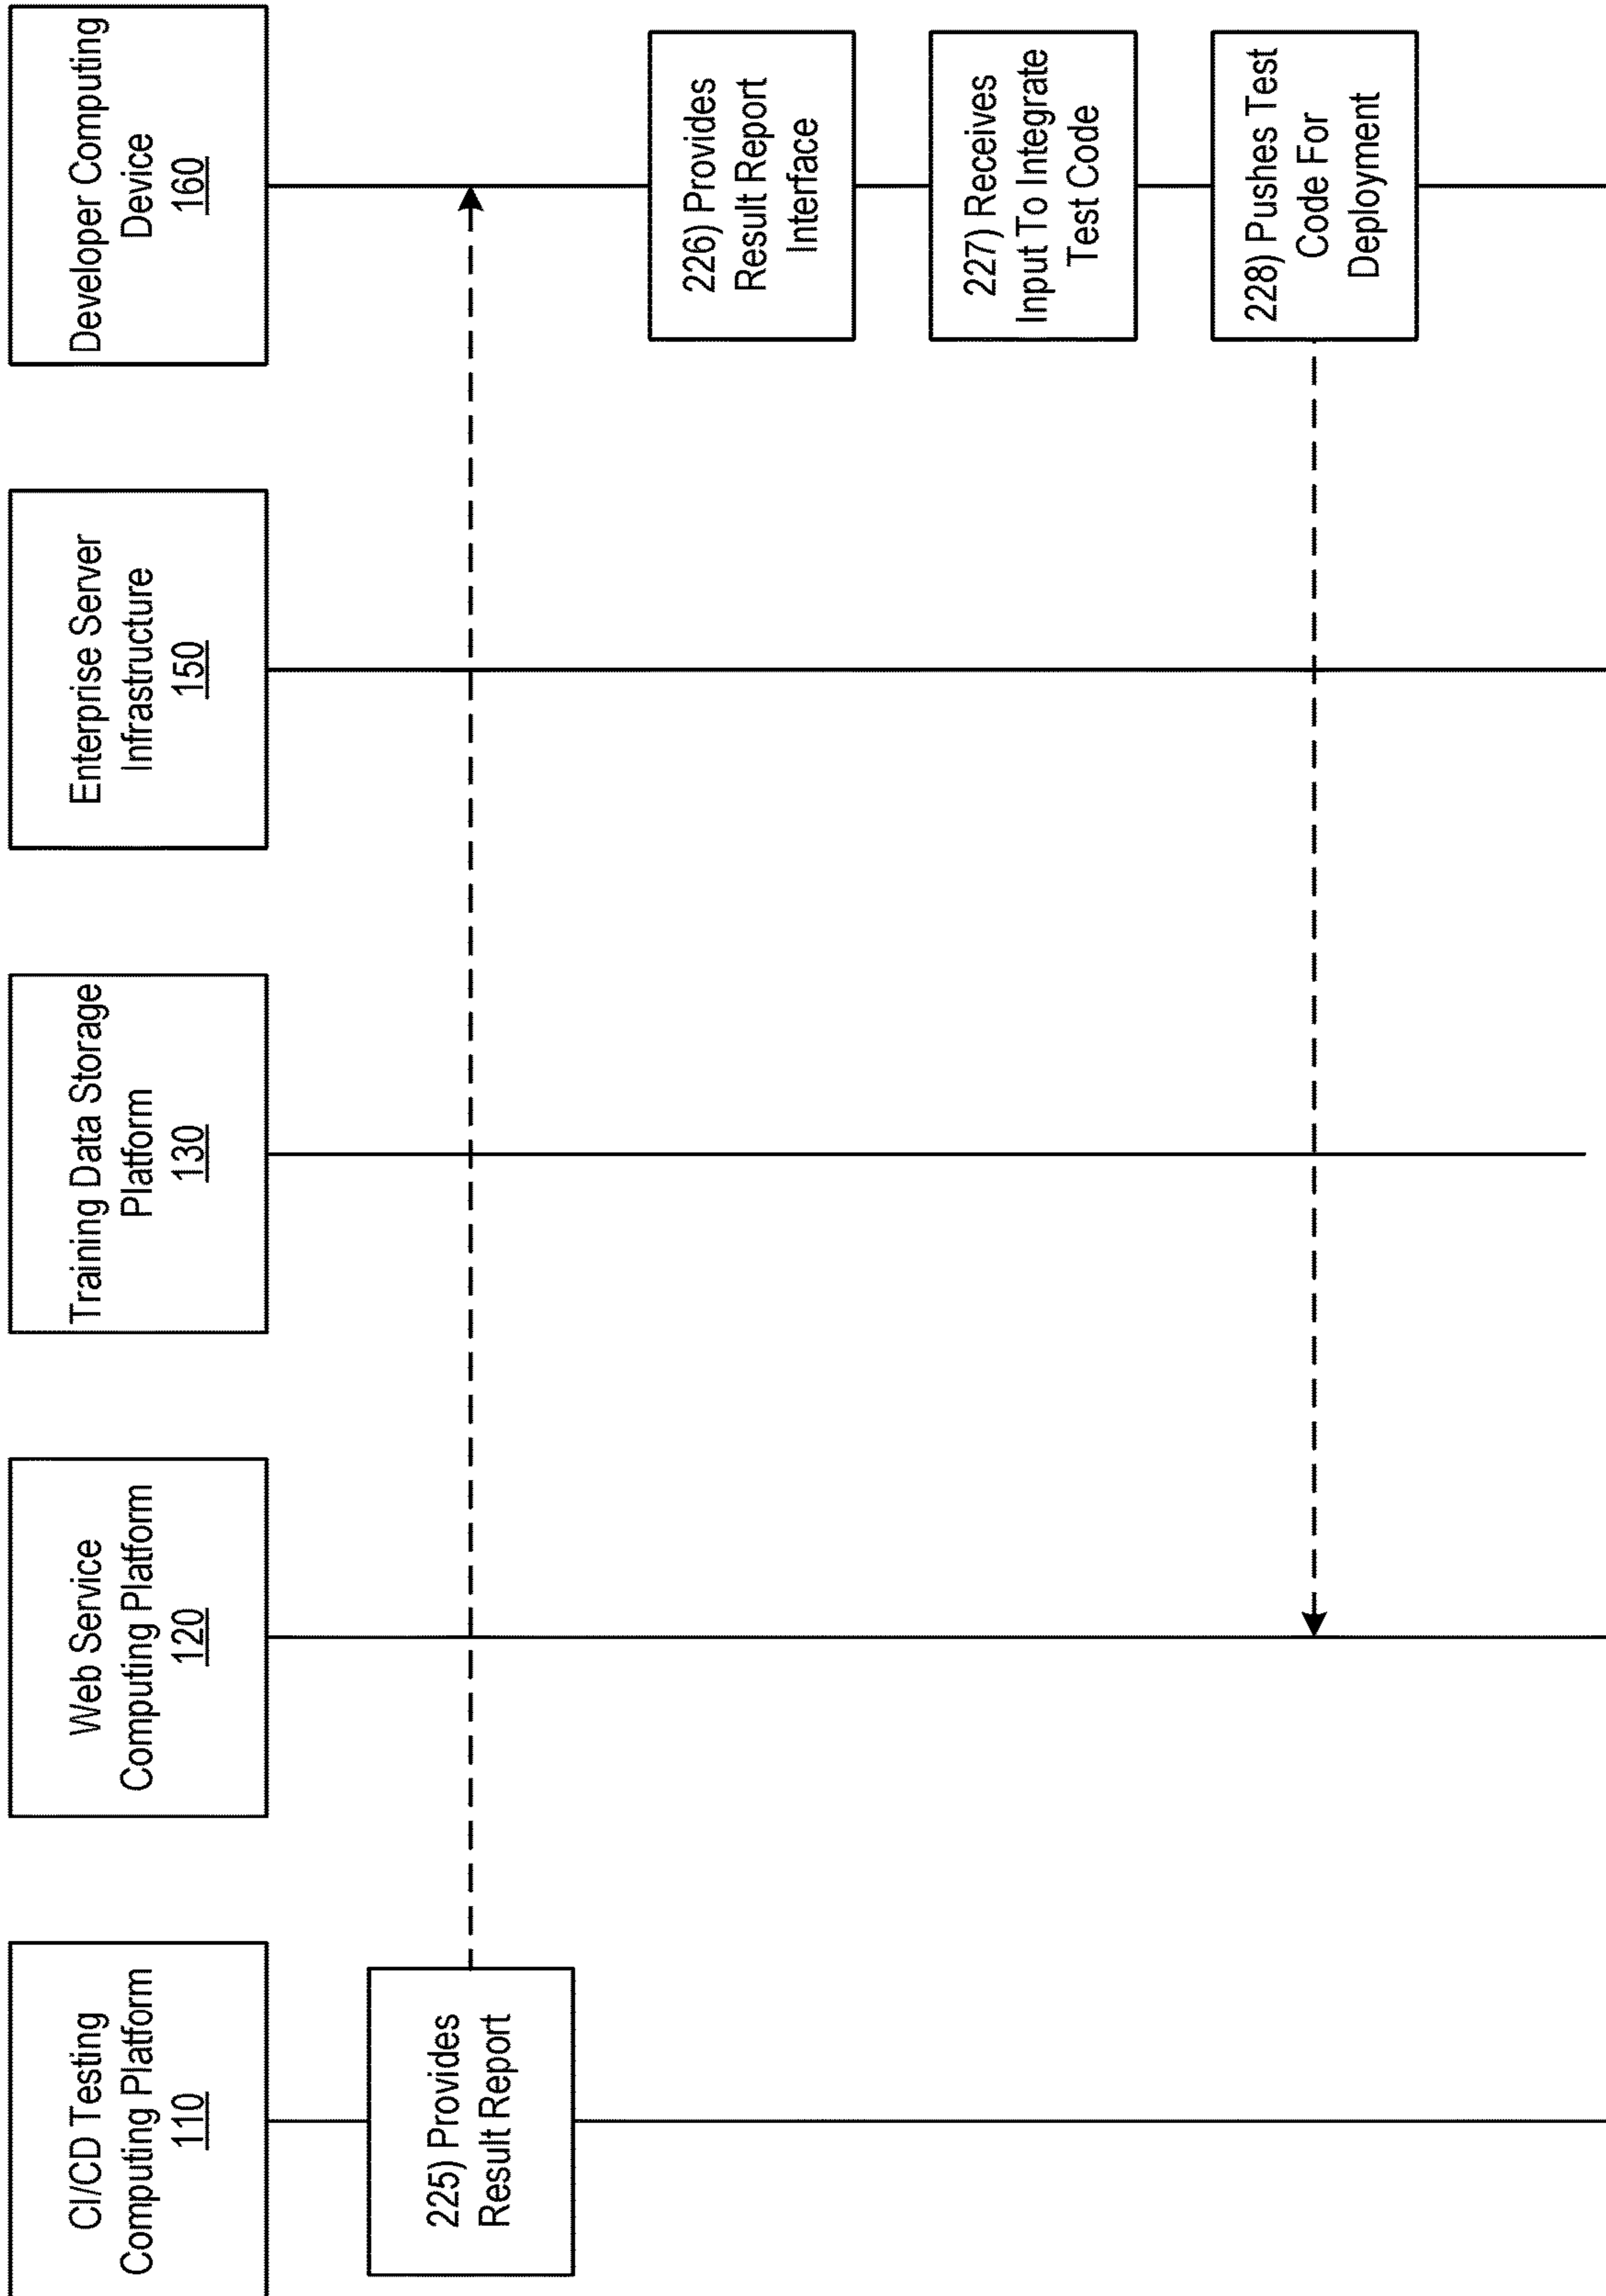 CI/CD Testing
Computing Platform
110
Web Service
Computing Platform
120
Training Data Storage
Platform
130
Enterprise Server
Infrastructure
150
Developer Computing
Device
160
225) Provides
Result Report
226) Provides
Result Report
Interface
227) Receives
Input To Integrate
Test Code
228) Pushes Test
Code For
Deployment